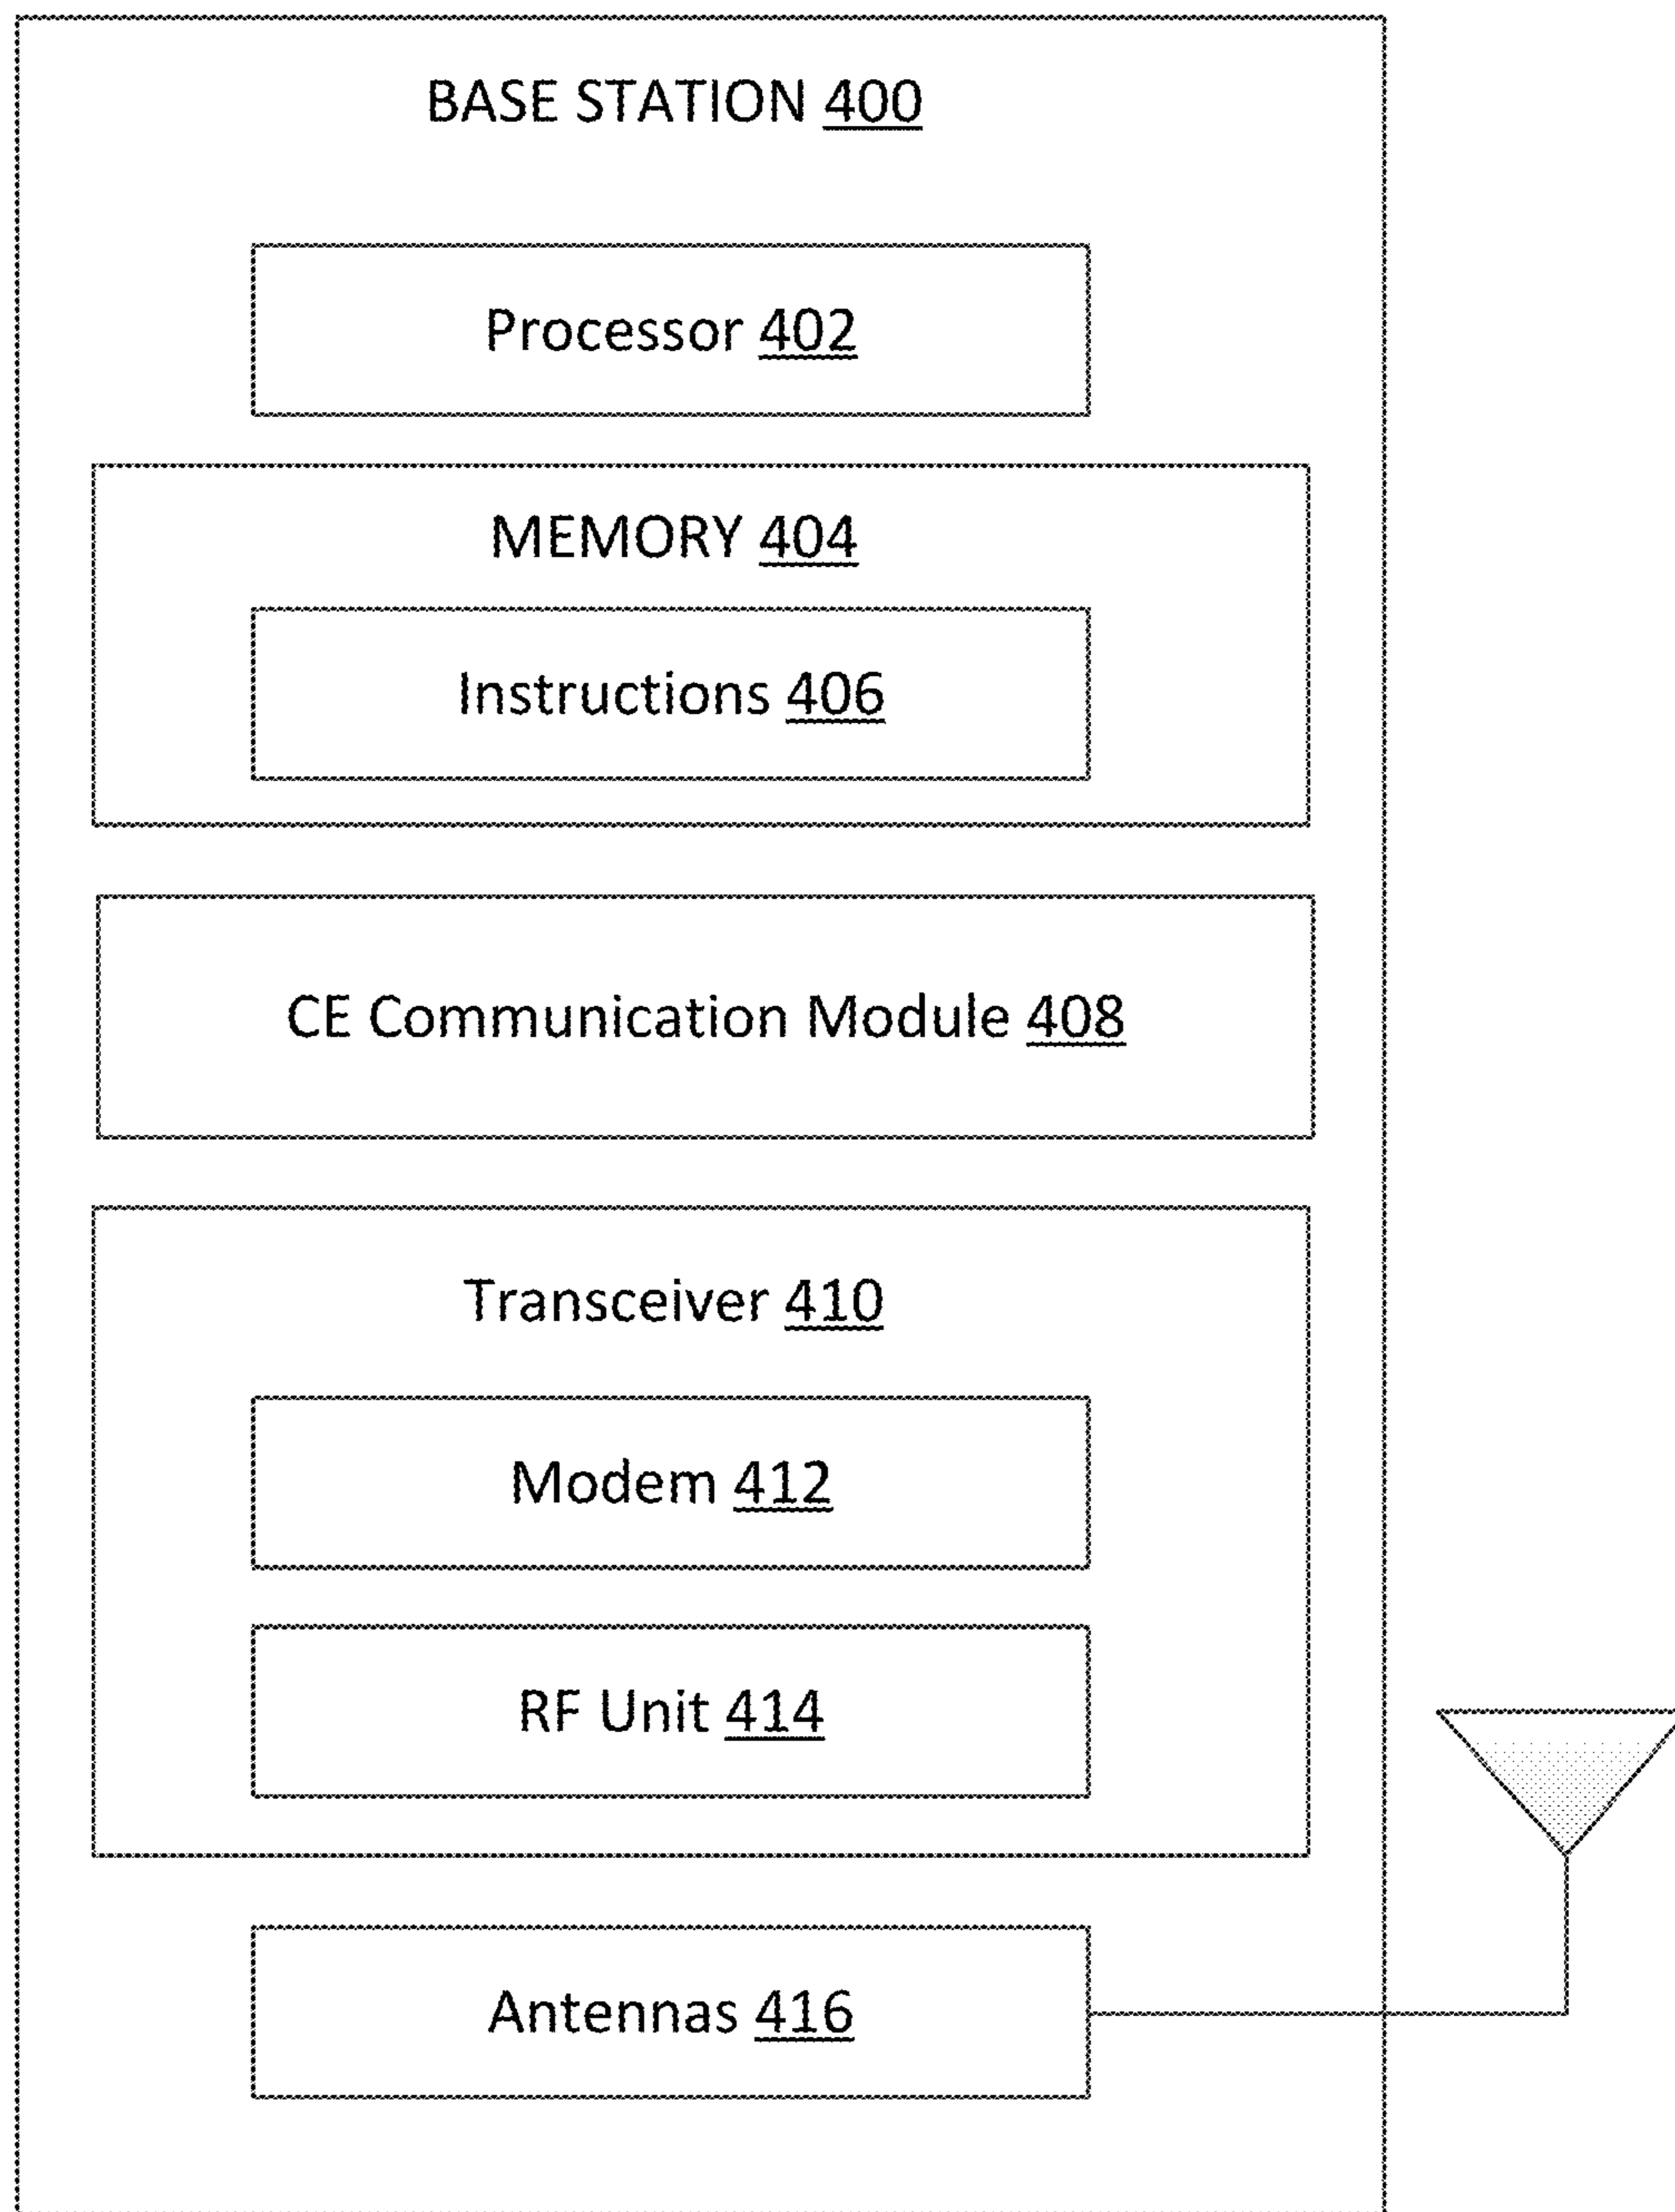 BASE STATION 400
Processor 402
MEMORY 404
Instructions 406
CE Communication Module 408
Transceiver 410
Modem 412
RF Unit 414
Antennas 416